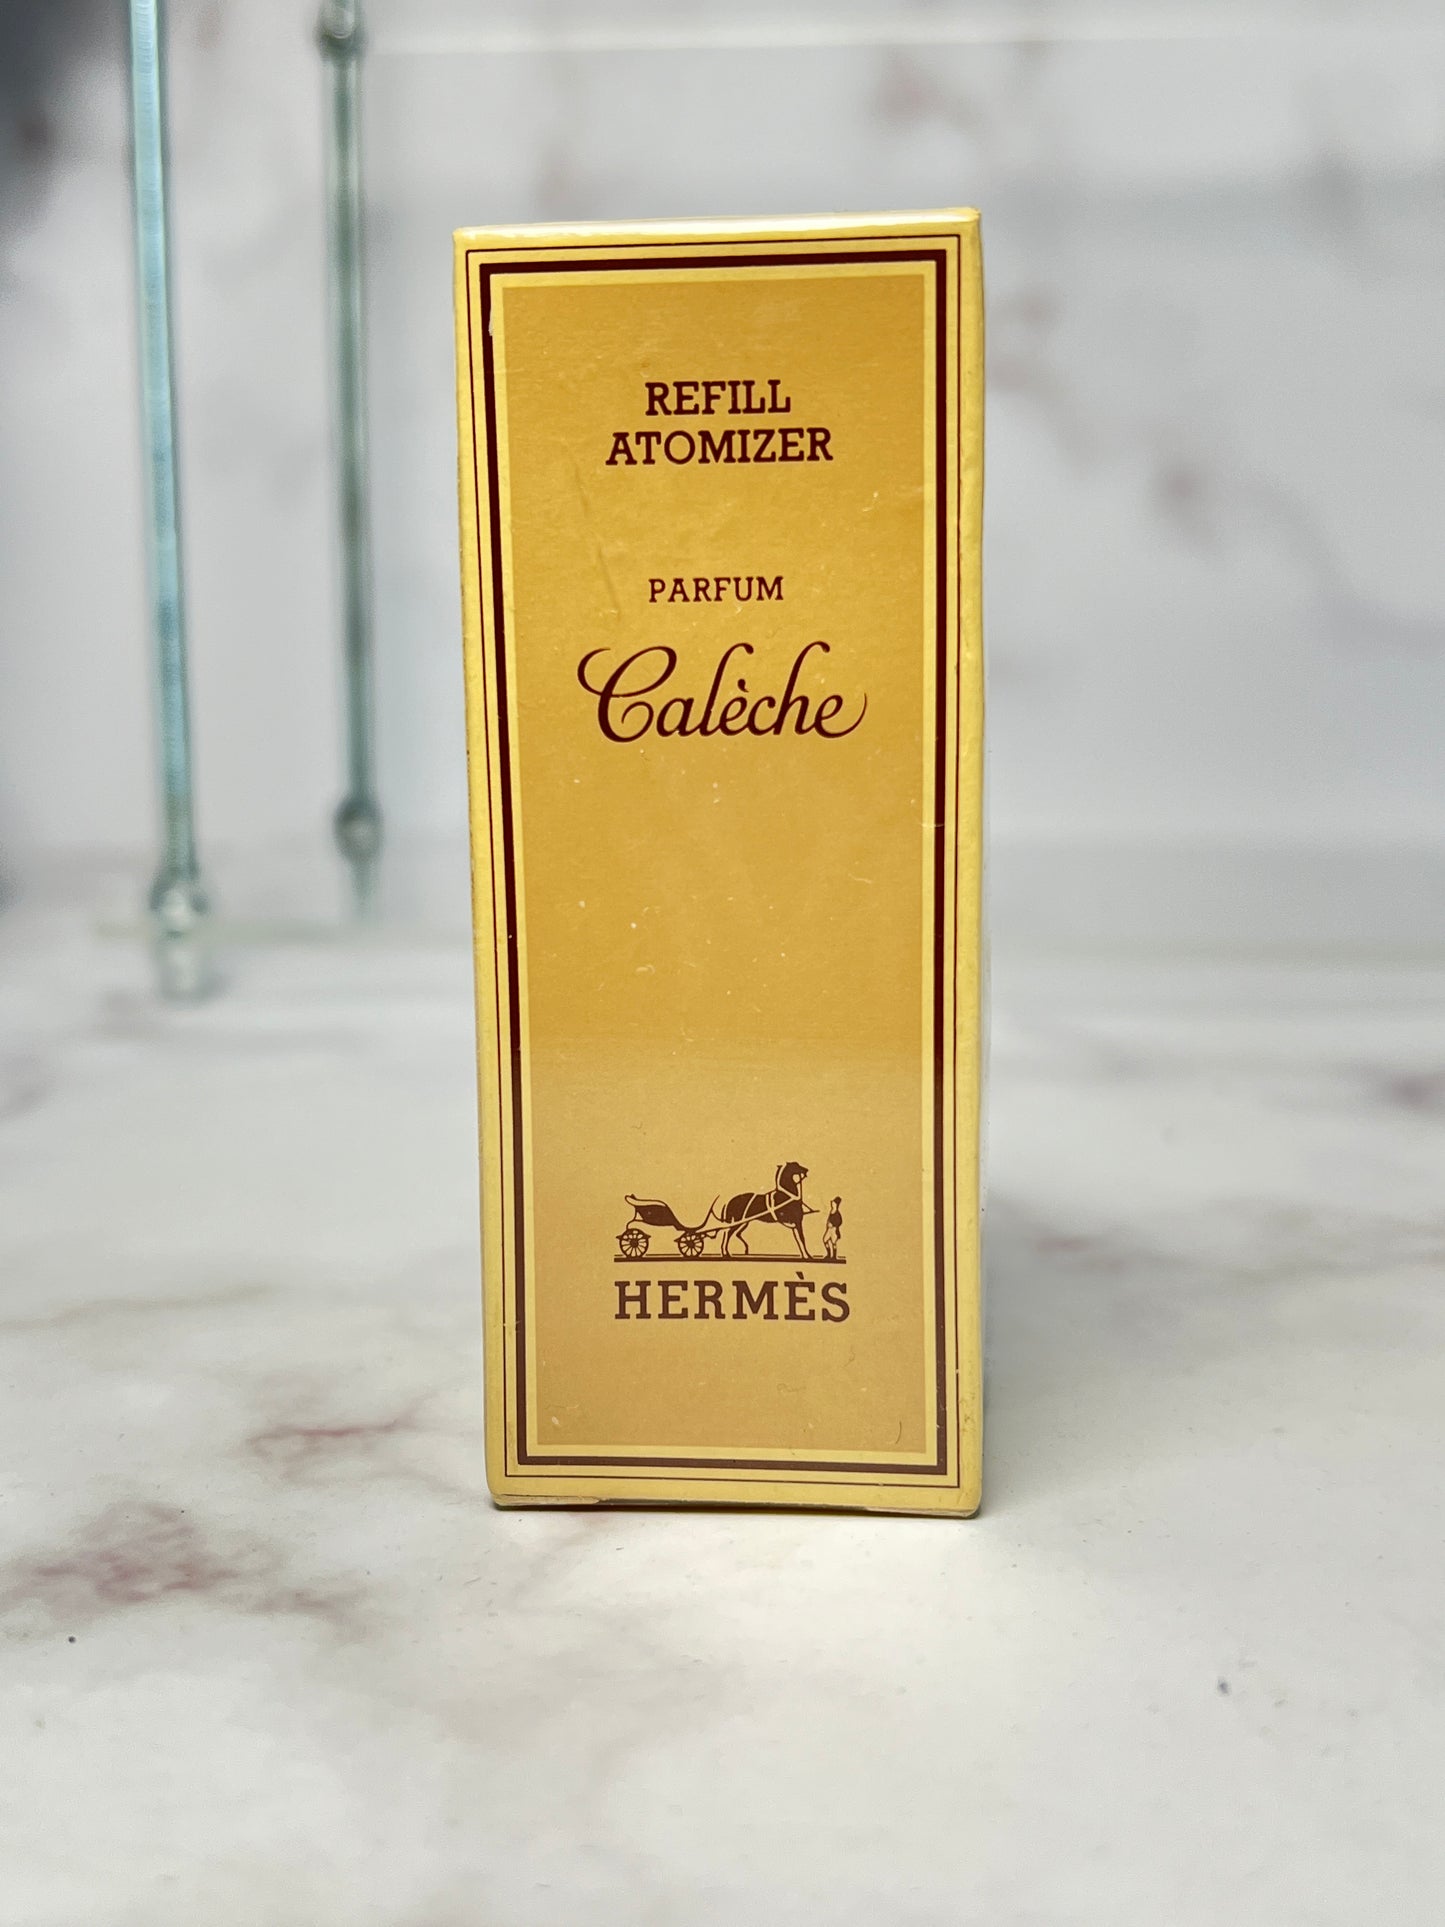 REFILL
ATOMIZER
PARFUM
Calèche
HERMÈS